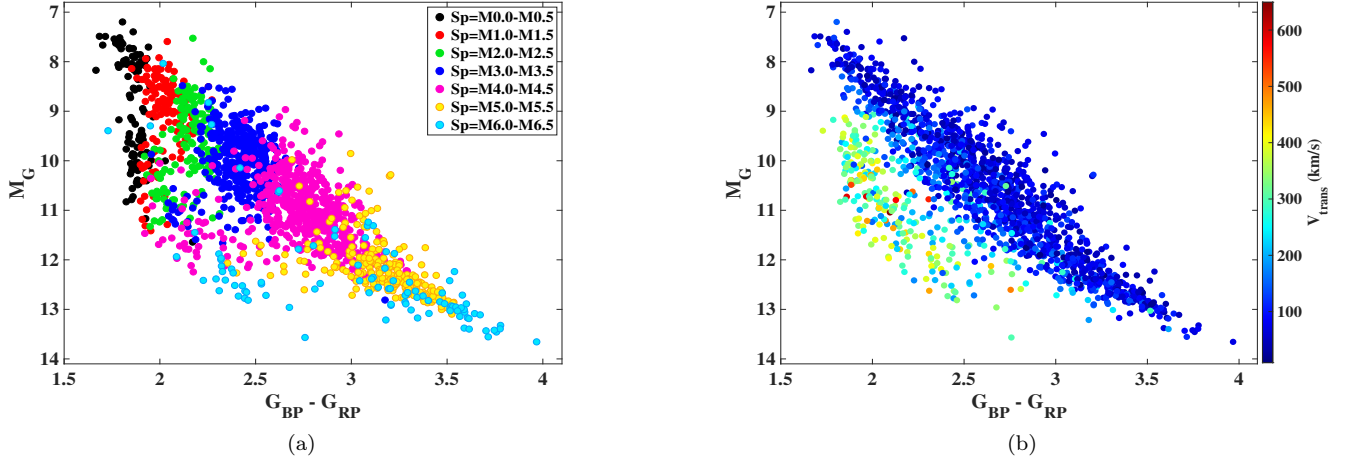 7
8
9
10
11
12
13
14
M_G
1.5 2 2.5 3 3.5 4
G_BP - G_RP
Sp=M0.0-M0.5
Sp=M1.0-M1.5
Sp=M2.0-M2.5
Sp=M3.0-M3.5
Sp=M4.0-M4.5
Sp=M5.0-M5.5
Sp=M6.0-M6.5
(a)
7
8
9
10
11
12
13
14
M_G
1.5 2 2.5 3 3.5 4
G_BP - G_RP
600
500
400
300
200
100
V_trans (km/s)
(b)